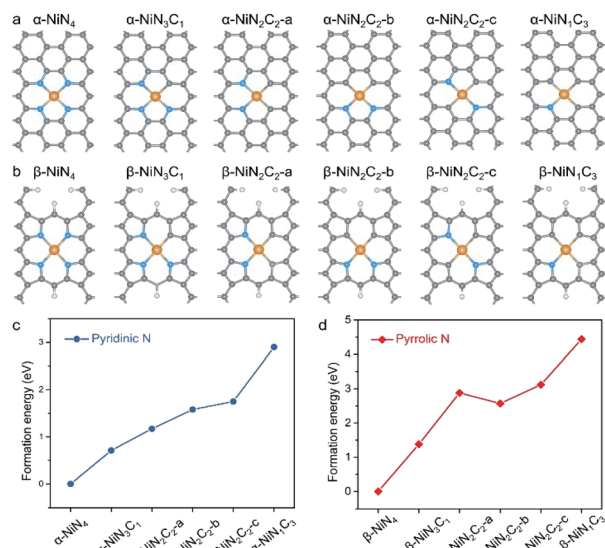 a α-NiN₄ α-NiN₃C₁ α-NiN₂C₂-a α-NiN₂C₂-b α-NiN₂C₂-c α-NiN₁C₃
b β-NiN₄ β-NiN₃C₁ β-NiN₂C₂-a β-NiN₂C₂-b β-NiN₂C₂-c β-NiN₁C₃
c
Pyridinic N
Formation energy (eV)
3
2
1
0
α-NiN₄ α-NiN₃C₁ NiN₂C₂-a NiN₂C₂-b NiN₂C₂-c α-NiN₁C₃
d
Pyrrolic N
Formation energy (eV)
5
4
3
2
1
0
β-NiN₄ β-NiN₃C₁ NiN₂C₂-a NiN₂C₂-b NiN₂C₂-c β-NiN₁C₃